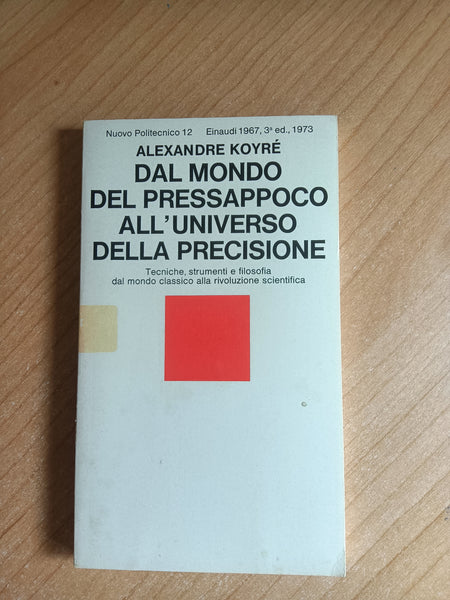 Nuovo Politecnico 12 Einaudi 1967, 3ª ed., 1973
ALEXANDRE KOYRÉ
DAL MONDO
DEL PRESSAPPOCO
ALL'UNIVERSO
DELLA PRECISIONE
Tecniche, strumenti e filosofia
dal mondo classico alla rivoluzione scientifica